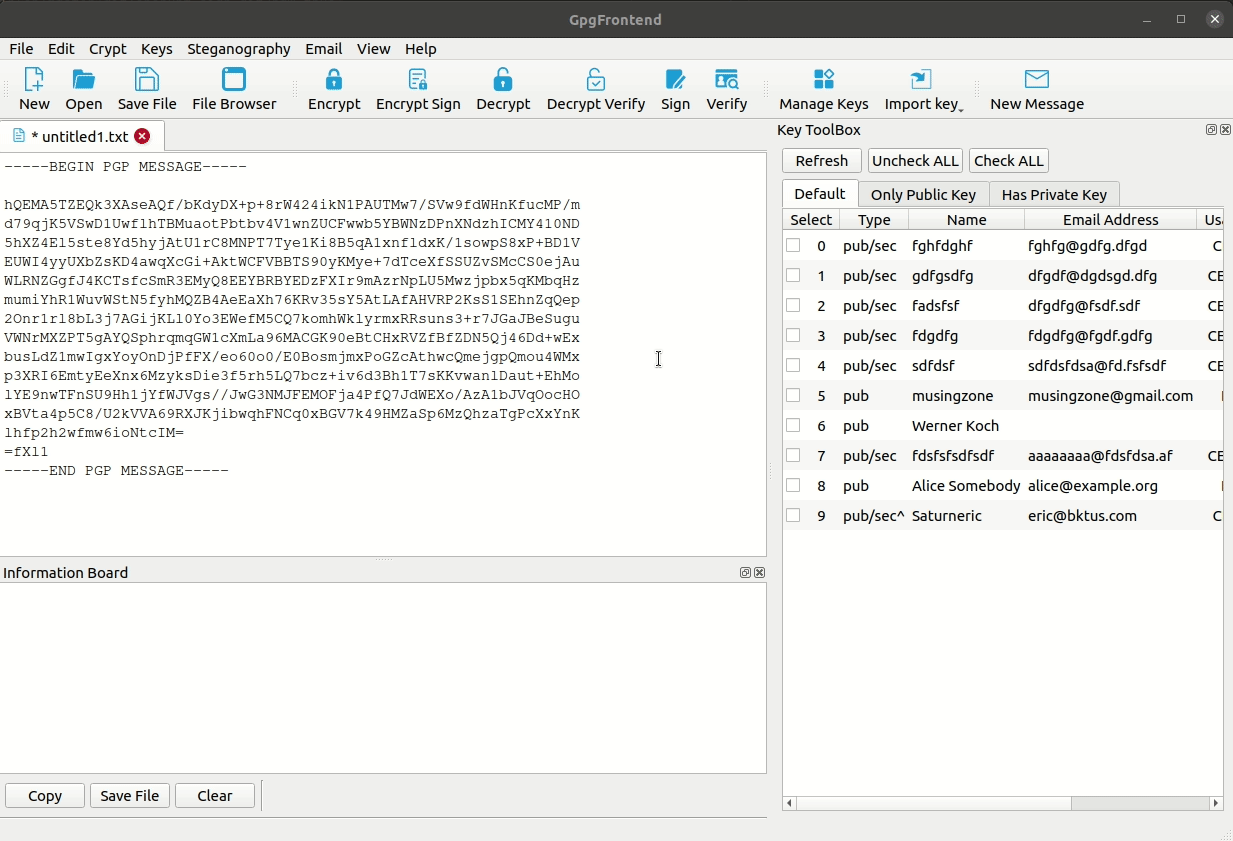 GpgFrontend
File Edit Crypt Keys Steganography Email View Help
New Open Save File File Browser Encrypt Encrypt Sign Decrypt Decrypt Verify Sign Verify Manage Keys Import key New Message
* untitled1.txt
-----BEGIN PGP MESSAGE-----
hQEMA5TZEQk3XAseAQf/bKdyDX+p+8rW424ikN1PAUTMw7/SVw9fdWHnKfucMP/m
d79qjK5VSwD1Uwf1hTBMuaotPbtbv4V1wnZUCFwwb5YBWNzDPnXNdzhICMY410ND
5hXZ4E15ste8Yd5hyjAtU1rC8MNPT7Tye1Ki8B5qA1xnfldxK/1sowpS8xP+BD1V
EUWI4yyUXbZsKD4awqXcGi+AktWCFVBBTS90yKMye+7dTceXfSSUZvSMcCS0ejAu
WLRNZGgfJ4KCTsfcSmR3EMyQ8EEYBRBYEDzFXIr9mAzrNpLU5Mwzjpbx5qKMbqHz
mumiYhR1WuvWStN5fyhMQZB4AeEaXh76KRv35sY5AtLAfAHVRP2KsS1SEhnZqQep
2Onr1rl8bL3j7AGijKLl0Yo3EWefM5CQ7komhWklyrmxRRsuns3+r7JGaJBeSugu
VWNrMXZPT5gAYQSphrqmqGW1cXmLa96MACGK90eBtCHxRVZfBfZDN5Qj46Dd+wEx
busLdZ1mwIgxYoyOnDjPfFX/eo60o0/E0BosmjmxPoGZcAthwcQmejgpQmou4WMx
p3XRI6EmtyEeXnx6MzyksDie3f5rh5LQ7bcz+iv6d3Bh1T7sKKvwanlDaut+EhMo
lYE9nwTFnSU9Hh1jYfWJVgs//JwG3NMJFEMOFja4PfQ7JdWEXo/AzA1bJVqOocHO
xBVta4p5C8/U2kVVA69RXJKjibwqhFNCq0xBGV7k49HMZaSp6MzQhzaTgPcXxYnK
lhfp2h2wfmw6ioNtcIM=
=fXl1
-----END PGP MESSAGE-----
Information Board
Copy Save File Clear
Key ToolBox
Refresh Uncheck ALL Check ALL
Default Only Public Key Has Private Key
Select Type Name Email Address
0 pub/sec fghfdghf fghfg@gdfg.dfgd C
1 pub/sec gdfgsdfg dfgdf@dgdsgd.dfg CE
2 pub/sec fadsfsf dfgdfg@fsdf.sdf CE
3 pub/sec fdgdfg fdgdfg@fgdf.gdfg CE
4 pub/sec sdfdsf sdfdsfdsa@fd.fsfsdf CE
5 pub musingzone musingzone@gmail.com
6 pub Werner Koch
7 pub/sec fdsfsfsdfsdf aaaaaaaa@fdsfdsa.af CE
8 pub Alice Somebody alice@example.org
9 pub/sec^ Saturneric eric@bktus.com C